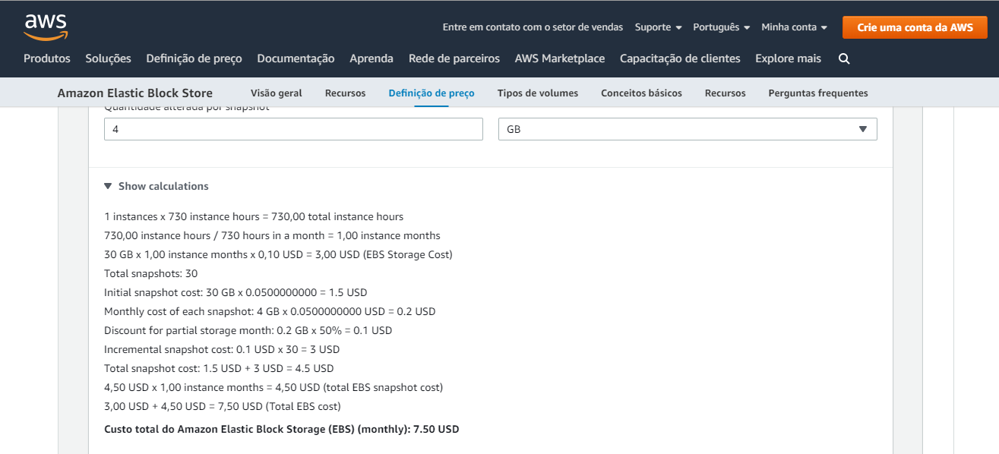 aws
Entre em contato com o setor de vendas Suporte Português Minha conta Crie uma conta da AWS
Produtos Soluções Definição de preço Documentação Aprenda Rede de parceiros AWS Marketplace Capacitação de clientes Explore mais
Amazon Elastic Block Store Visão geral Recursos Definição de preço Tipos de volumes Conceitos básicos Recursos Perguntas frequentes
Quantidade alterada por snapshot
4 GB
Show calculations
1 instances x 730 instance hours = 730,00 total instance hours
730,00 instance hours / 730 hours in a month = 1,00 instance months
30 GB x 1,00 instance months x 0,10 USD = 3,00 USD (EBS Storage Cost)
Total snapshots: 30
Initial snapshot cost: 30 GB x 0.0500000000 = 1.5 USD
Monthly cost of each snapshot: 4 GB x 0.0500000000 USD = 0.2 USD
Discount for partial storage month: 0.2 GB x 50% = 0.1 USD
Incremental snapshot cost: 0.1 USD x 30 = 3 USD
Total snapshot cost: 1.5 USD + 3 USD = 4.5 USD
4,50 USD x 1,00 instance months = 4,50 USD (total EBS snapshot cost)
3,00 USD + 4,50 USD = 7,50 USD (Total EBS cost)
Custo total do Amazon Elastic Block Storage (EBS) (monthly): 7.50 USD